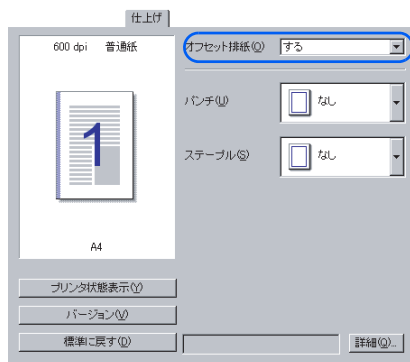 仕上げ
600 dpi 普通紙
1
A4
オフセット排紙(O) する
パンチ(U) なし
ステープル(S) なし
プリンタ状態表示(Y)
バージョン(V)
標準に戻す(D)
詳細(Q)...